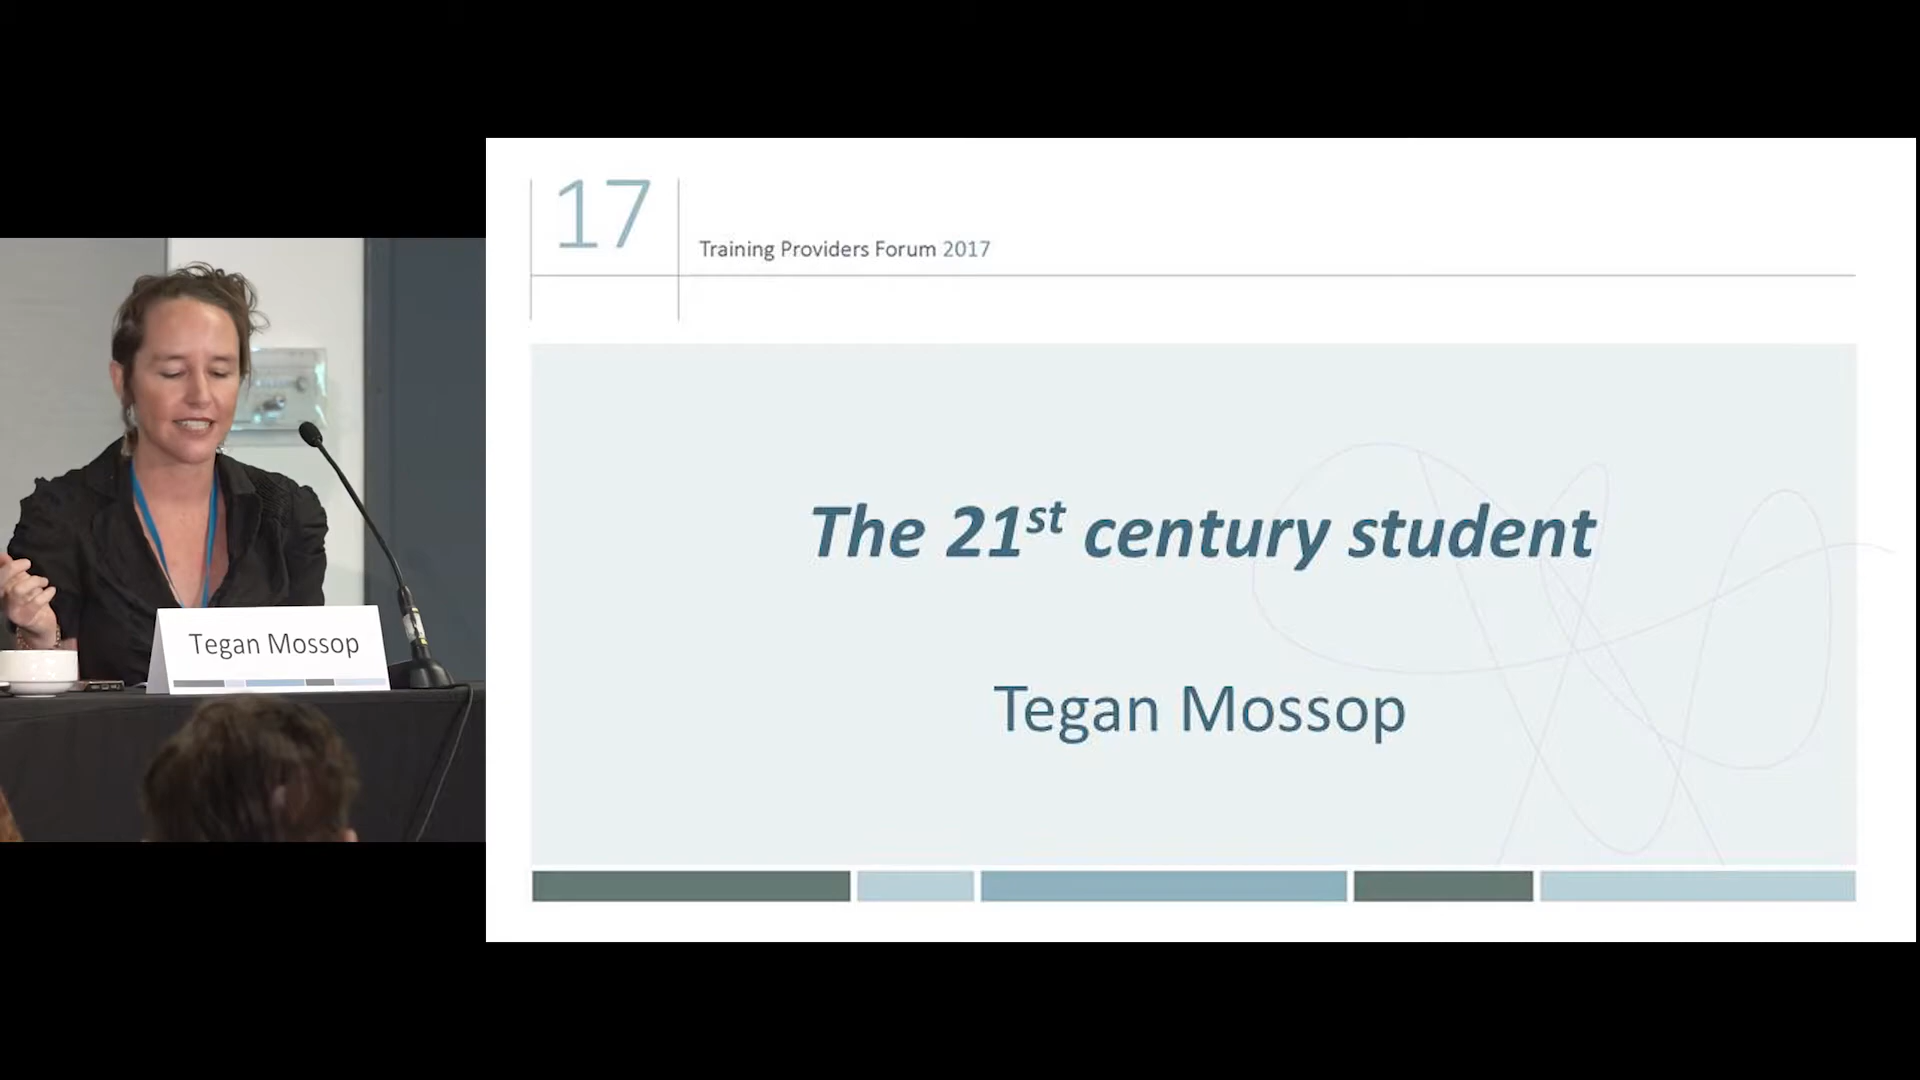 17
Training Providers Forum 2017
The 21st century student
Tegan Mossop
Tegan Mossop